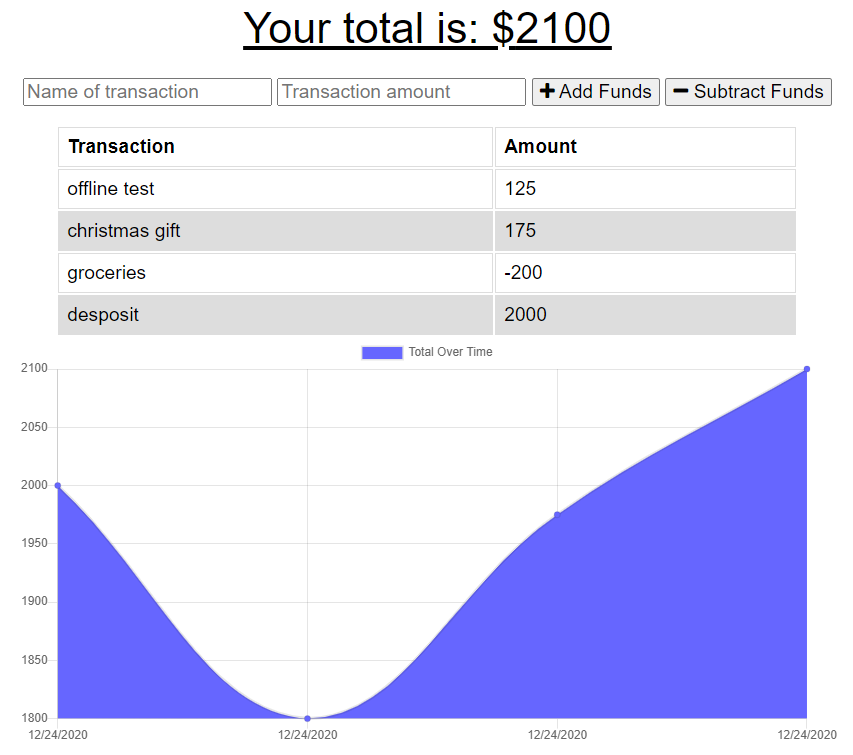 Your total is: $2100
Name of transaction Transaction amount + Add Funds − Subtract Funds
Transaction Amount
offline test 125
christmas gift 175
groceries -200
desposit 2000
Total Over Time
2100
2050
2000
1950
1900
1850
1800
12/24/2020 12/24/2020 12/24/2020 12/24/2020